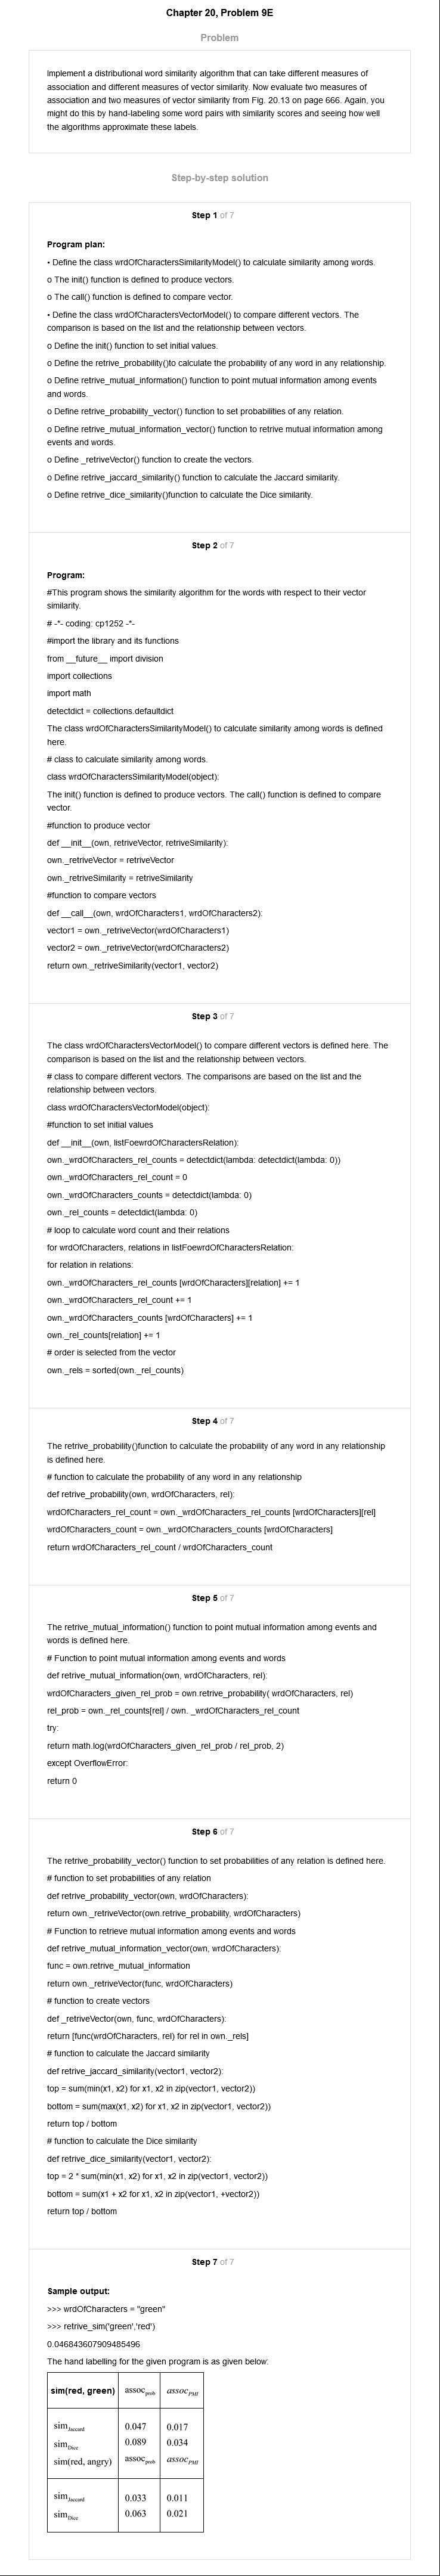 Chapter 20, Problem 9E
Problem
Implement a distributional word similarity algorithm that can take different measures of
association and different measures of vector similarity. Now evaluate two measures of
association and two measures of vector similarity from Fig. 20.13 on page 666. Again, you
might do this by hand-labeling some word pairs with similarity scores and seeing how well
the algorithms approximate these labels.
Step-by-step solution
Step 1 of 7
Program plan:
• Define the class wrdOfCharactersSimilarityModel() to calculate similarity among words.
o The init() function is defined to produce vectors.
o The call() function is defined to compare vector.
• Define the class wrdOfCharactersVectorModel() to compare different vectors. The
comparison is based on the list and the relationship between vectors.
o Define the init() function to set initial values.
o Define the retrive_probability()to calculate the probability of any word in any relationship.
o Define retrive_mutual_information() function to point mutual information among events
and words.
o Define retrive_probability_vector() function to set probabilities of any relation.
o Define retrive_mutual_information_vector() function to retrive mutual information among
events and words.
o Define _retriveVector() function to create the vectors.
o Define retrive_jaccard_similarity() function to calculate the Jaccard similarity.
o Define retrive_dice_similarity()function to calculate the Dice similarity.
Step 2 of 7
Program:
#This program shows the similarity algorithm for the words with respect to their vector
similarity.
# -*- coding: cp1252 -*-
#import the library and its functions
from __future__ import division
import collections
import math
detectdict = collections.defaultdict
The class wrdOfCharactersSimilarityModel() to calculate similarity among words is defined
here.
# class to calculate similarity among words.
class wrdOfCharactersSimilarityModel(object):
The init() function is defined to produce vectors. The call() function is defined to compare
vector.
#function to produce vector
def __init__(own, retriveVector, retriveSimilarity):
own._retriveVector = retriveVector
own._retriveSimilarity = retriveSimilarity
#function to compare vectors
def __call__(own, wrdOfCharacters1, wrdOfCharacters2):
vector1 = own._retriveVector(wrdOfCharacters1)
vector2 = own._retriveVector(wrdOfCharacters2)
return own._retriveSimilarity(vector1, vector2)
Step 3 of 7
The class wrdOfCharactersVectorModel() to compare different vectors is defined here. The
comparison is based on the list and the relationship between vectors.
# class to compare different vectors. The comparisons are based on the list and the
relationship between vectors.
class wrdOfCharactersVectorModel(object):
#function to set initial values
def __init__(own, listFoewrdOfCharactersRelation):
own._wrdOfCharacters_rel_counts = detectdict(lambda: detectdict(lambda: 0))
own._wrdOfCharacters_rel_count = 0
own._wrdOfCharacters_counts = detectdict(lambda: 0)
own._rel_counts = detectdict(lambda: 0)
# loop to calculate word count and their relations
for wrdOfCharacters, relations in listFoewrdOfCharactersRelation:
for relation in relations:
own._wrdOfCharacters_rel_counts [wrdOfCharacters][relation] += 1
own._wrdOfCharacters_rel_count += 1
own._wrdOfCharacters_counts [wrdOfCharacters] += 1
own._rel_counts[relation] += 1
# order is selected from the vector
own._rels = sorted(own._rel_counts)
Step 4 of 7
The retrive_probability()function to calculate the probability of any word in any relationship
is defined here.
# function to calculate the probability of any word in any relationship
def retrive_probability(own, wrdOfCharacters, rel):
wrdOfCharacters_rel_count = own._wrdOfCharacters_rel_counts [wrdOfCharacters][rel]
wrdOfCharacters_count = own._wrdOfCharacters_counts [wrdOfCharacters]
return wrdOfCharacters_rel_count / wrdOfCharacters_count
Step 5 of 7
The retrive_mutual_information() function to point mutual information among events and
words is defined here.
# Function to point mutual information among events and words
def retrive_mutual_information(own, wrdOfCharacters, rel):
wrdOfCharacters_given_rel_prob = own.retrive_probability( wrdOfCharacters, rel)
rel_prob = own._rel_counts[rel] / own. _wrdOfCharacters_rel_count
try:
return math.log(wrdOfCharacters_given_rel_prob / rel_prob, 2)
except OverflowError:
return 0
Step 6 of 7
The retrive_probability_vector() function to set probabilities of any relation is defined here.
# function to set probabilities of any relation
def retrive_probability_vector(own, wrdOfCharacters):
return own._retriveVector(own.retrive_probability, wrdOfCharacters)
# Function to retrieve mutual information among events and words
def retrive_mutual_information_vector(own, wrdOfCharacters):
func = own.retrive_mutual_information
return own._retriveVector(func, wrdOfCharacters)
# function to create vectors
def _retriveVector(own, func, wrdOfCharacters):
return [func(wrdOfCharacters, rel) for rel in own._rels]
# function to calculate the Jaccard similarity
def retrive_jaccard_similarity(vector1, vector2):
top = sum(min(x1, x2) for x1, x2 in zip(vector1, vector2))
bottom = sum(max(x1, x2) for x1, x2 in zip(vector1, vector2))
return top / bottom
# function to calculate the Dice similarity
def retrive_dice_similarity(vector1, vector2):
top = 2 * sum(min(x1, x2) for x1, x2 in zip(vector1, vector2))
bottom = sum(x1 + x2 for x1, x2 in zip(vector1, +vector2))
return top / bottom
Step 7 of 7
Sample output:
>>> wrdOfCharacters = "green"
>>> retrive_sim('green','red')
0.046843607909485496
The hand labelling for the given program is as given below:
sim(red, green) assoc prob assoc PMI
sim Jaccard 0.047 0.017
sim Dice 0.089 0.034
sim(red, angry) assoc prob assoc PMI
sim Jaccard 0.033 0.011
sim Dice 0.063 0.021